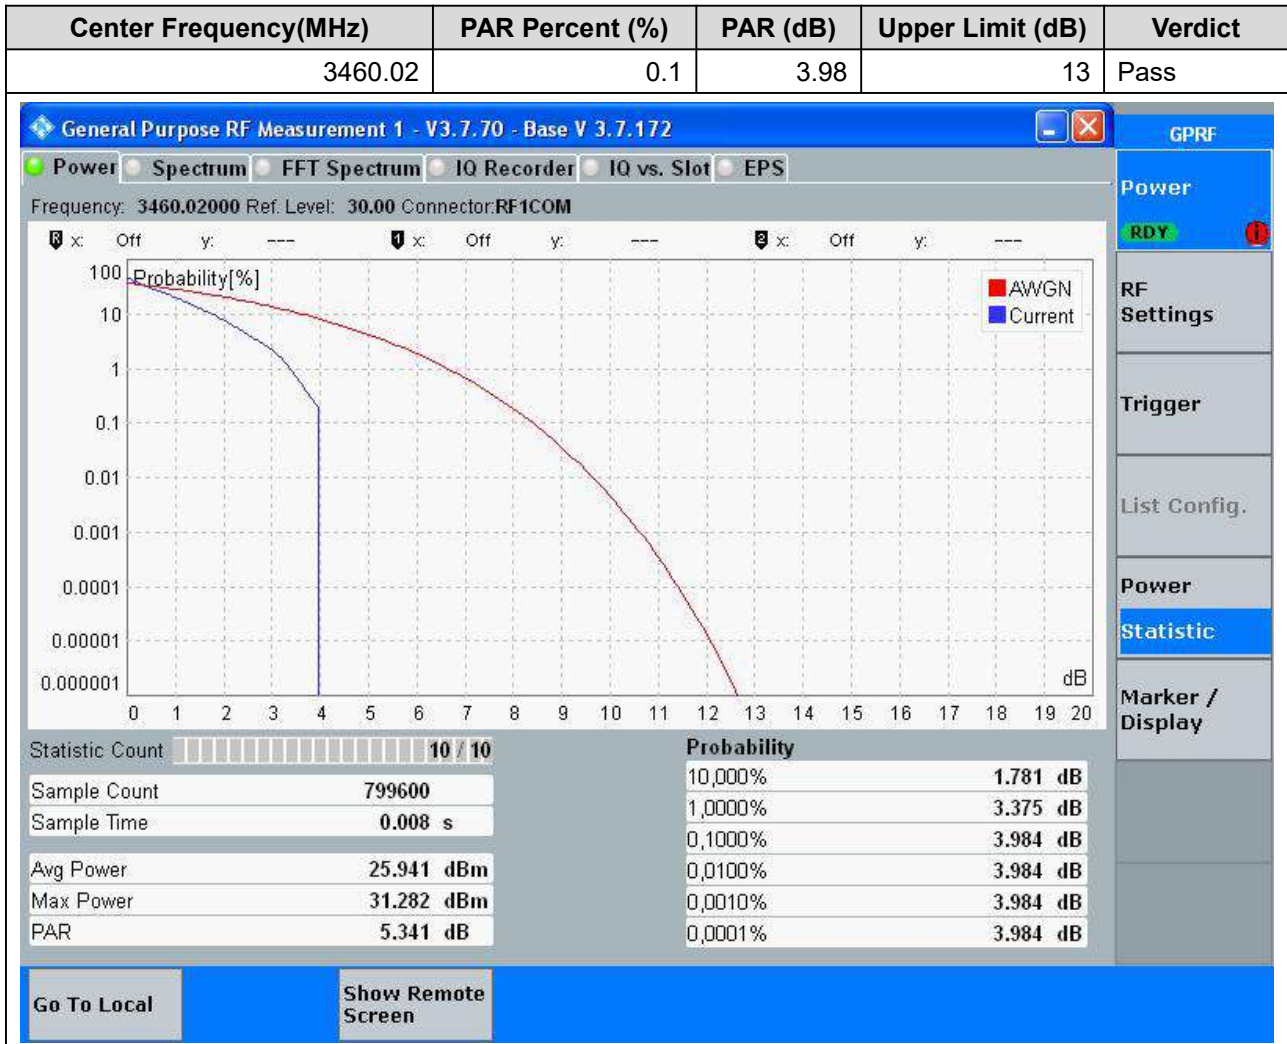 Center Frequency(MHz) PAR Percent (%) PAR (dB) Upper Limit (dB) Verdict
3460.02 0.1 3.98 13 Pass
General Purpose RF Measurement 1 - V3.7.70 - Base V 3.7.172
GPRF
Power Spectrum FFT Spectrum IQ Recorder IQ vs. Slot EPS
Frequency: 3460.02000 Ref. Level: 30.00 Connector:RF1COM
R x: Off y: --- 1 x: Off y: --- 2 x: Off y: ---
Probability[%]
100
10
1
0.1
0.01
0.001
0.0001
0.00001
0.000001
AWGN
Current
dB
0 1 2 3 4 5 6 7 8 9 10 11 12 13 14 15 16 17 18 19 20
Statistic Count 10 / 10
Sample Count 799600
Sample Time 0.008 s
Avg Power 25.941 dBm
Max Power 31.282 dBm
PAR 5.341 dB
Probability
10,000% 1.781 dB
1,0000% 3.375 dB
0,1000% 3.984 dB
0,0100% 3.984 dB
0,0010% 3.984 dB
0,0001% 3.984 dB
Power
RDY
RF
Settings
Trigger
List Config.
Power
Statistic
Marker /
Display
Go To Local
Show Remote
Screen